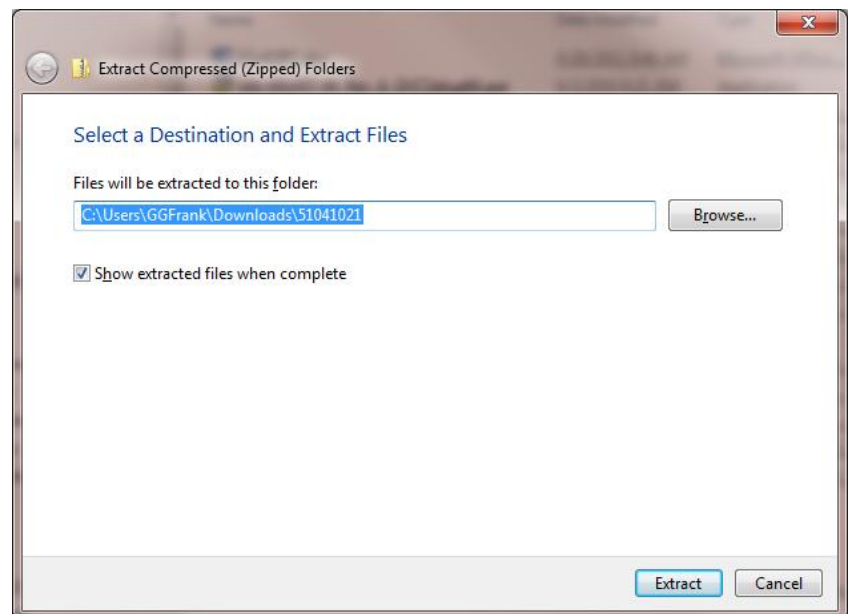 Extract Compressed (Zipped) Folders
Select a Destination and Extract Files
Files will be extracted to this folder:
C:\Users\GGFrank\Downloads\51041021
Browse...
Show extracted files when complete
Extract
Cancel